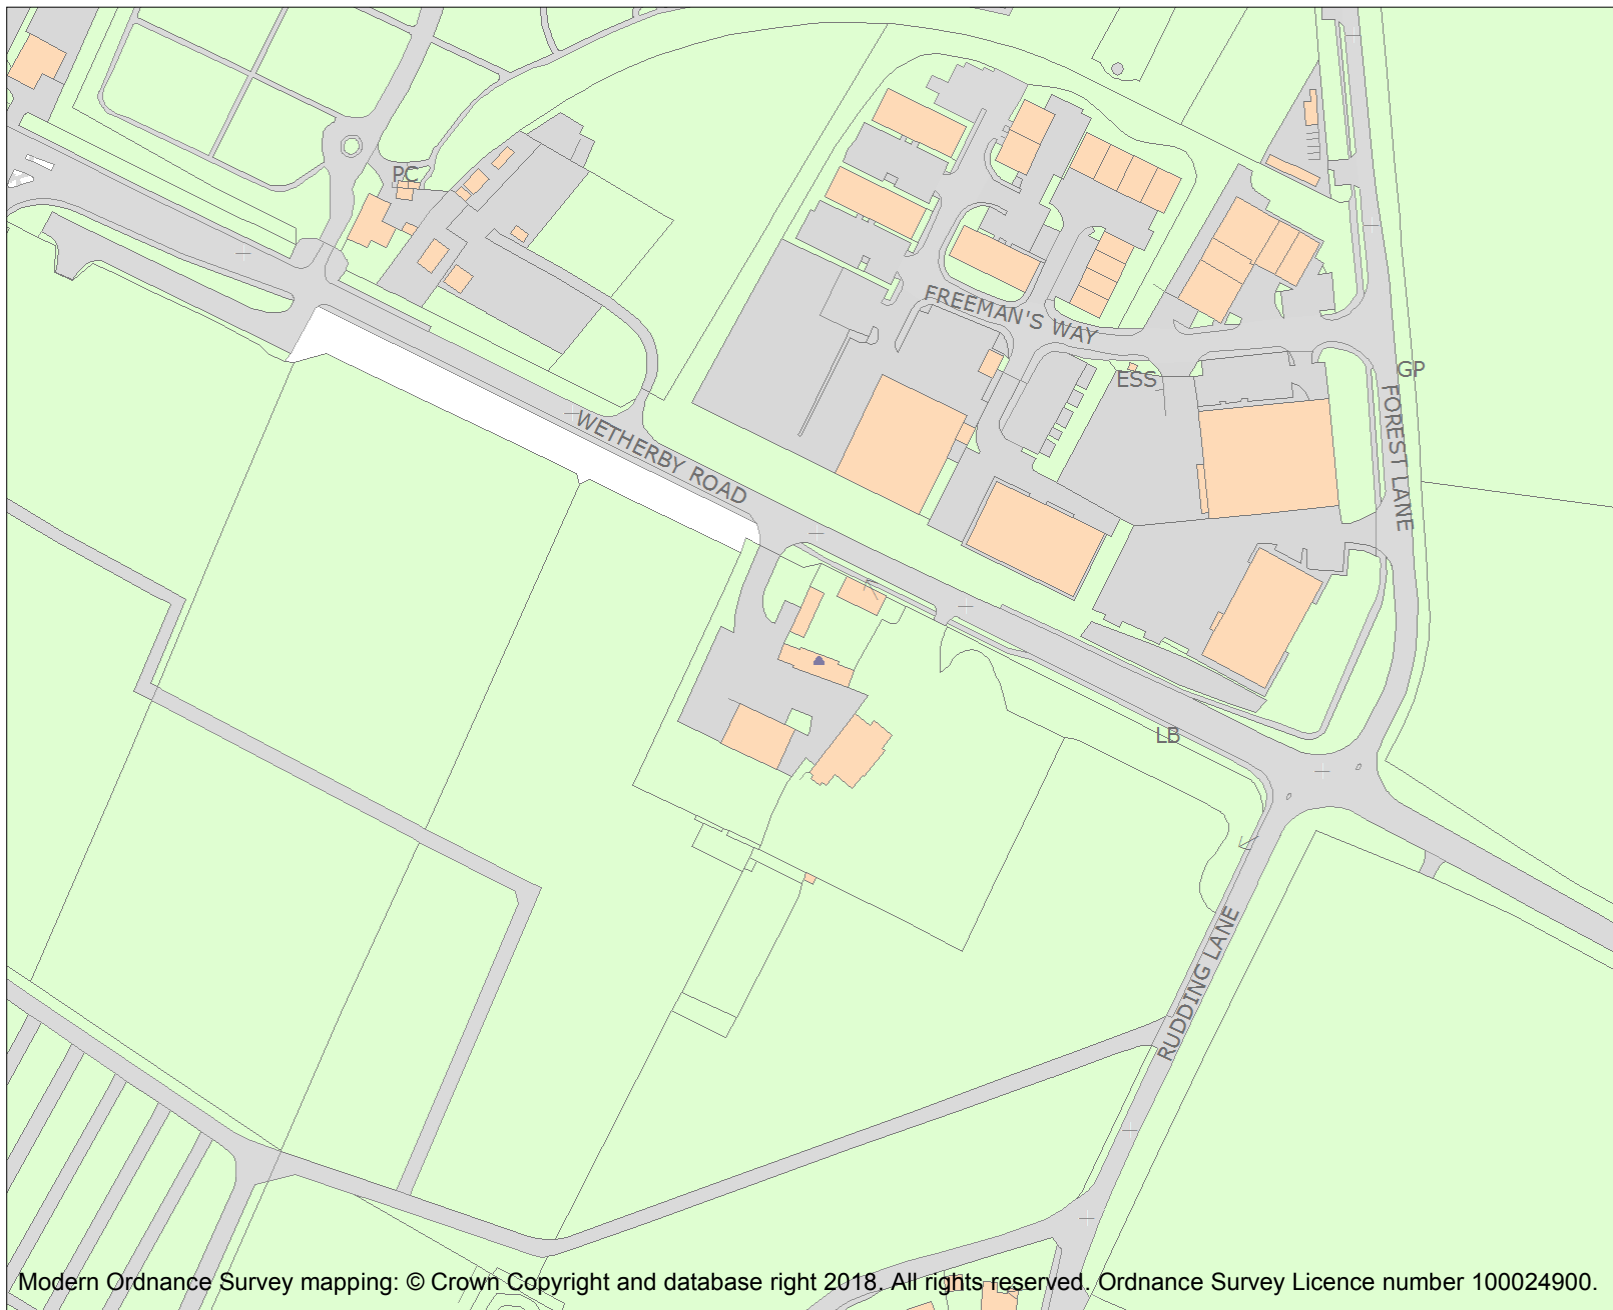 PC
FREEMAN'S WAY
ESS
GP
FOREST LANE
WETHERBY ROAD
LB
RUDDING LANE
Modern Ordnance Survey mapping: © Crown Copyright and database right 2018. All rights reserved. Ordnance Survey Licence number 100024900.